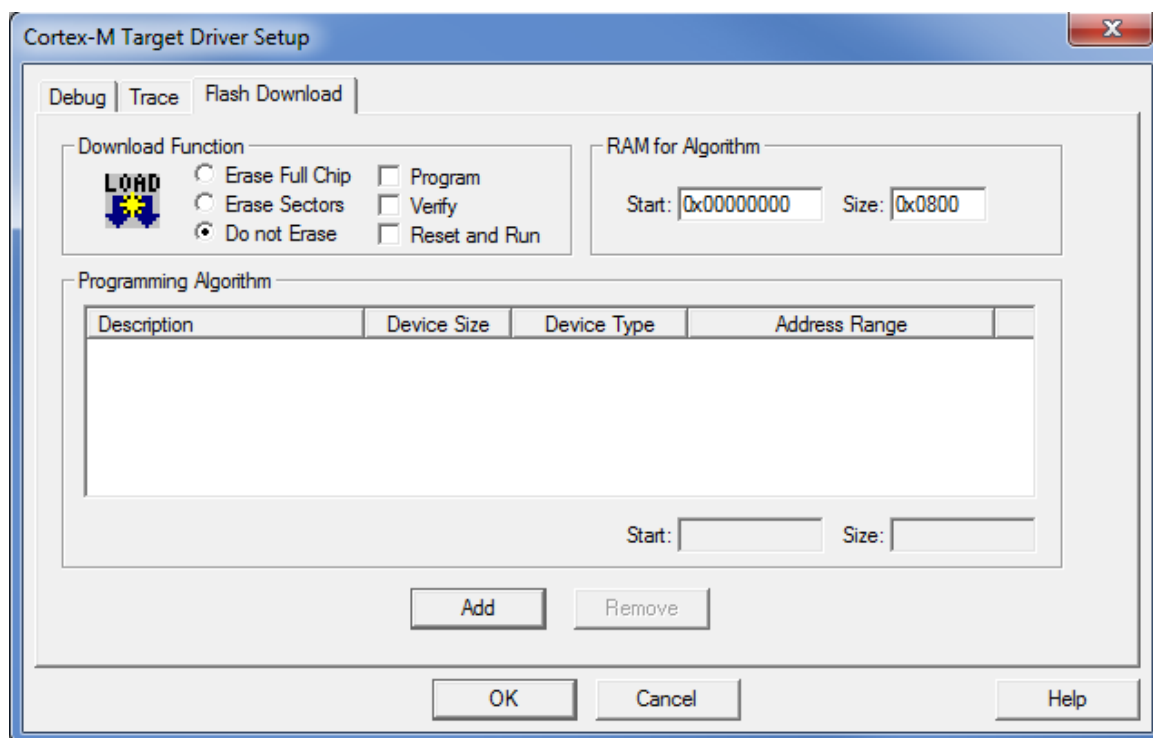 Cortex-M Target Driver Setup
Debug Trace Flash Download
Download Function
LOAD
Erase Full Chip
Erase Sectors
Do not Erase
Program
Verify
Reset and Run
RAM for Algorithm
Start: 0x00000000 Size: 0x0800
Programming Algorithm
Description Device Size Device Type Address Range
Start: Size:
Add Remove
OK Cancel Help